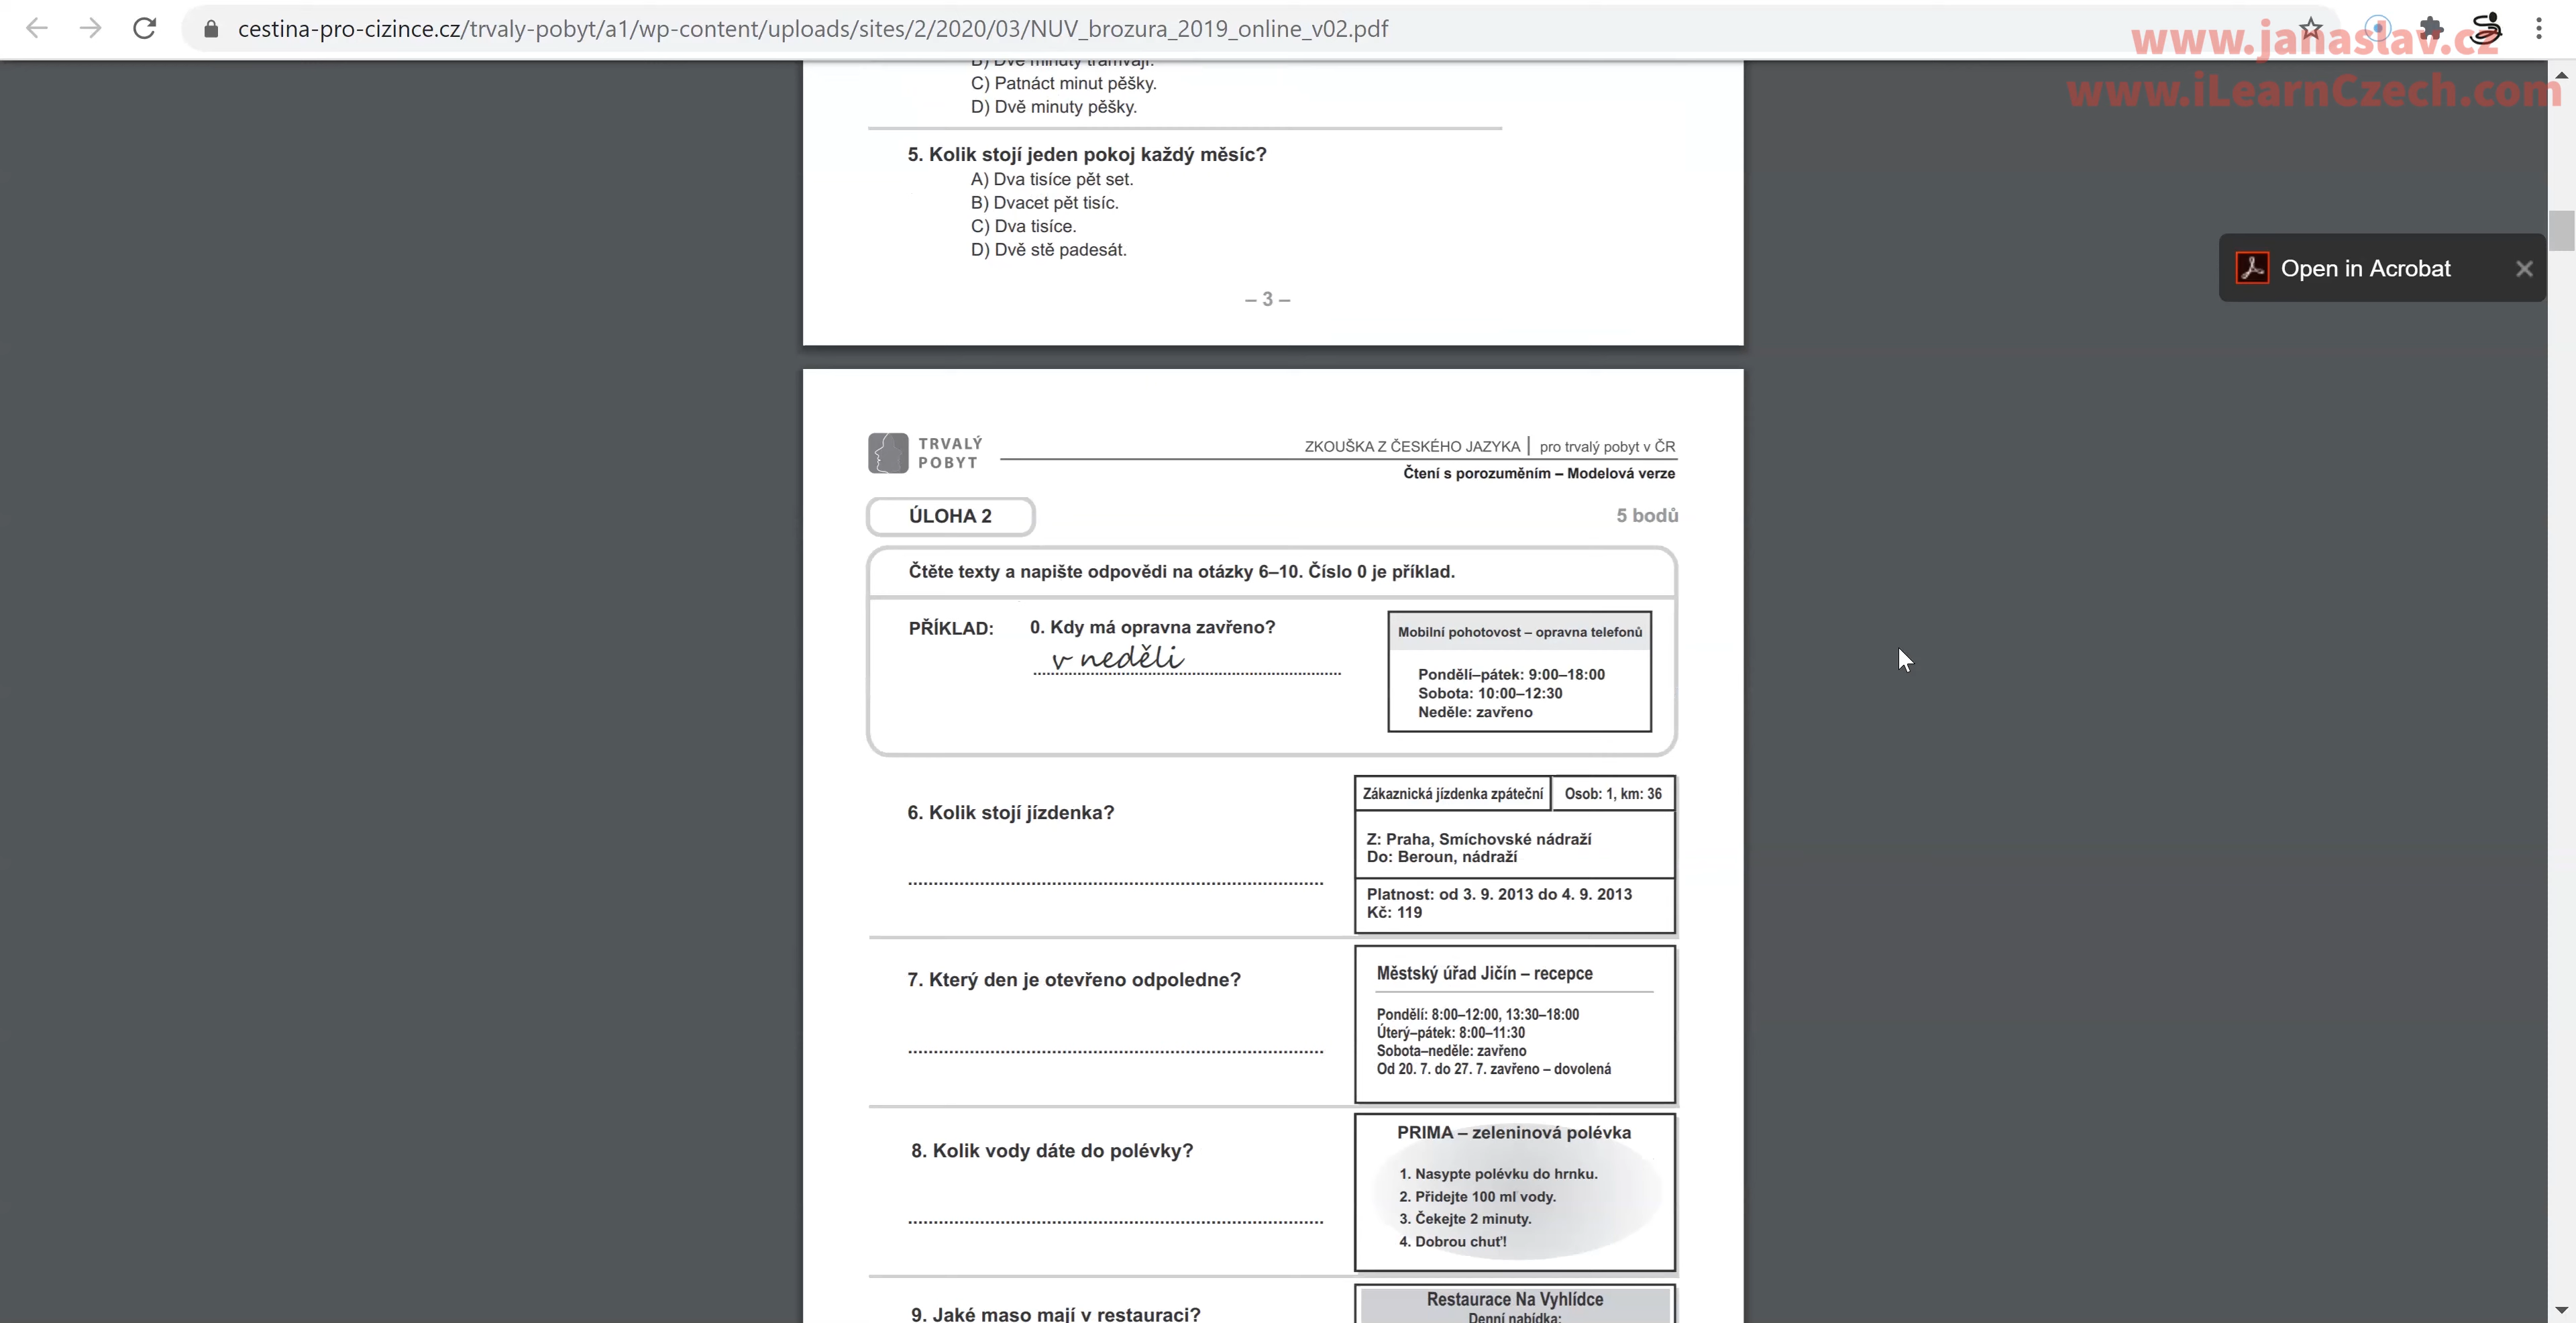 cestina-pro-cizince.cz/trvaly-pobyt/a1/wp-content/uploads/sites/2/2020/03/NUV_brozura_2019_online_v02.pdf
www.janaslav.cz
www.iLearnCzech.com
B) Dvě minuty tramvají.
C) Patnáct minut pěšky.
D) Dvě minuty pěšky.
5. Kolik stojí jeden pokoj každý měsíc?
A) Dva tisíce pět set.
B) Dvacet pět tisíc.
C) Dva tisíce.
D) Dvě stě padesát.
– 3 –
Open in Acrobat
TRVALÝ
POBYT
ZKOUŠKA Z ČESKÉHO JAZYKA | pro trvalý pobyt v ČR
Čtení s porozuměním – Modelová verze
ÚLOHA 2
5 bodů
Čtěte texty a napište odpovědi na otázky 6–10. Číslo 0 je příklad.
PŘÍKLAD: 0. Kdy má opravna zavřeno?
v neděli
Mobilní pohotovost – opravna telefonů
Pondělí–pátek: 9:00–18:00
Sobota: 10:00–12:30
Neděle: zavřeno
6. Kolik stojí jízdenka?
Zákaznická jízdenka zpáteční
Osob: 1, km: 36
Z: Praha, Smíchovské nádraží
Do: Beroun, nádraží
Platnost: od 3. 9. 2013 do 4. 9. 2013
Kč: 119
7. Který den je otevřeno odpoledne?
Městský úřad Jičín – recepce
Pondělí: 8:00–12:00, 13:30–18:00
Úterý–pátek: 8:00–11:30
Sobota–neděle: zavřeno
Od 20. 7. do 27. 7. zavřeno – dovolená
8. Kolik vody dáte do polévky?
PRIMA – zeleninová polévka
1. Nasypte polévku do hrnku.
2. Přidejte 100 ml vody.
3. Čekejte 2 minuty.
4. Dobrou chuť!
9. Jaké maso mají v restauraci?
Restaurace Na Vyhlídce
Denní nabídka: